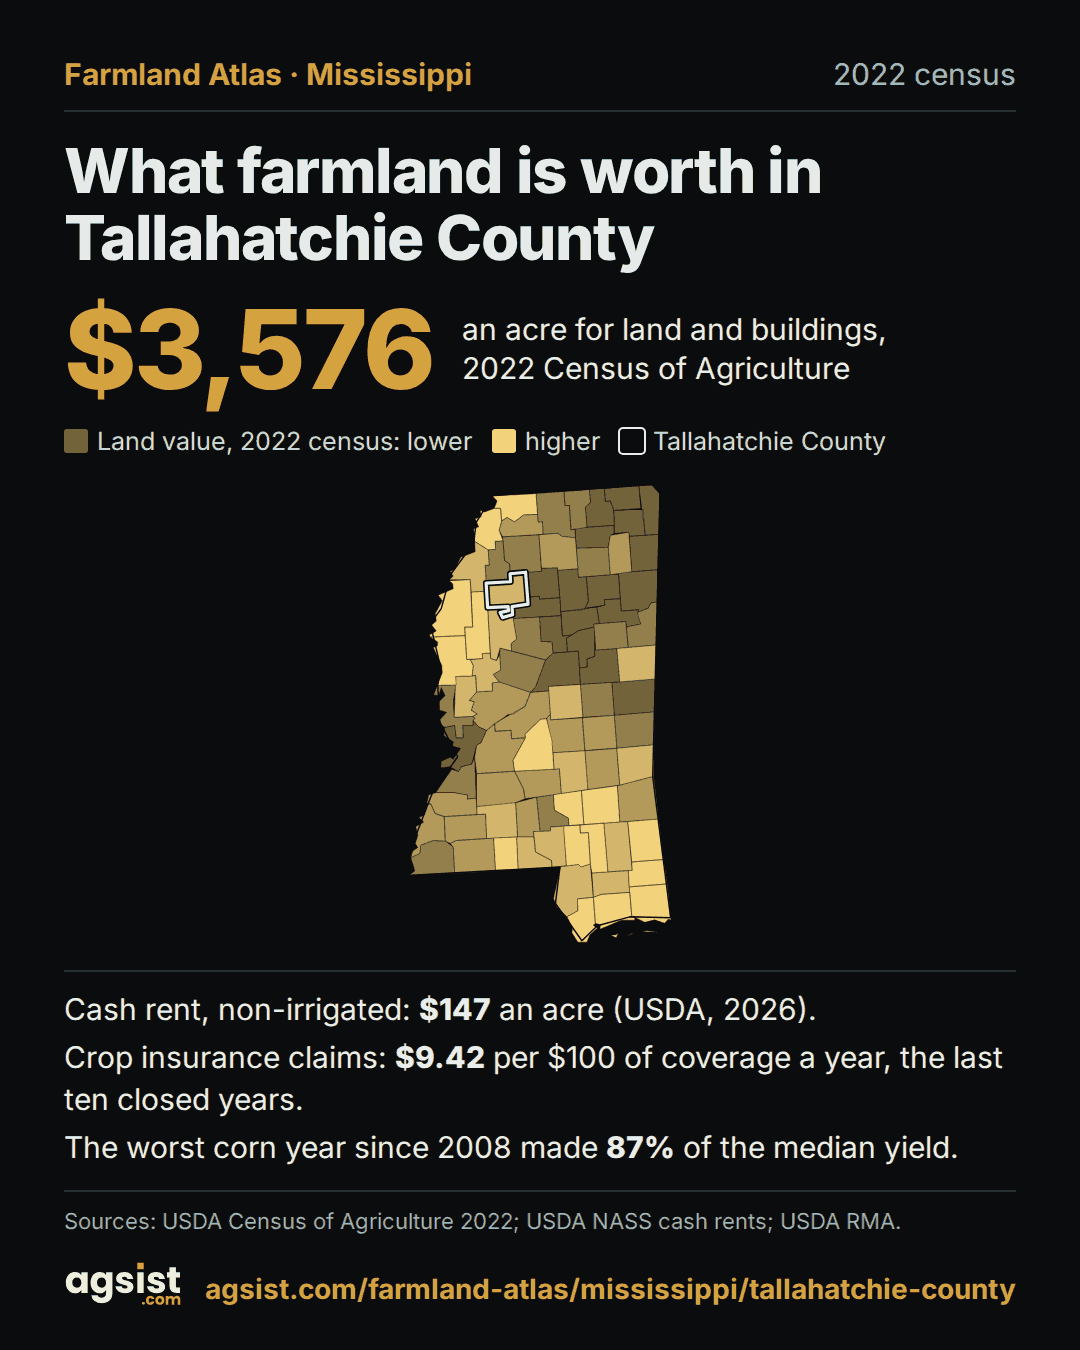 Farmland Atlas · Mississippi
2022 census
What farmland is worth in
Tallahatchie County
$3,576
an acre for land and buildings,
2022 Census of Agriculture
Land value, 2022 census: lower
higher
Tallahatchie County
Cash rent, non-irrigated: $147 an acre (USDA, 2026).
Crop insurance claims: $9.42 per $100 of coverage a year, the last
ten closed years.
The worst corn year since 2008 made 87% of the median yield.
Sources: USDA Census of Agriculture 2022; USDA NASS cash rents; USDA RMA.
agsist
.com
agsist.com/farmland-atlas/mississippi/tallahatchie-county